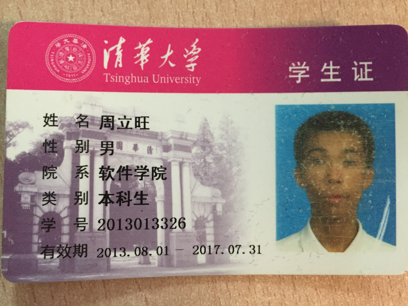 清華大学
Tsinghua University
学生证
姓 名 周立旺
性 别 男
院 系 软件学院
类 别 本科生
学 号 2013013326
有效期 2013.08.01 — 2017.07.31